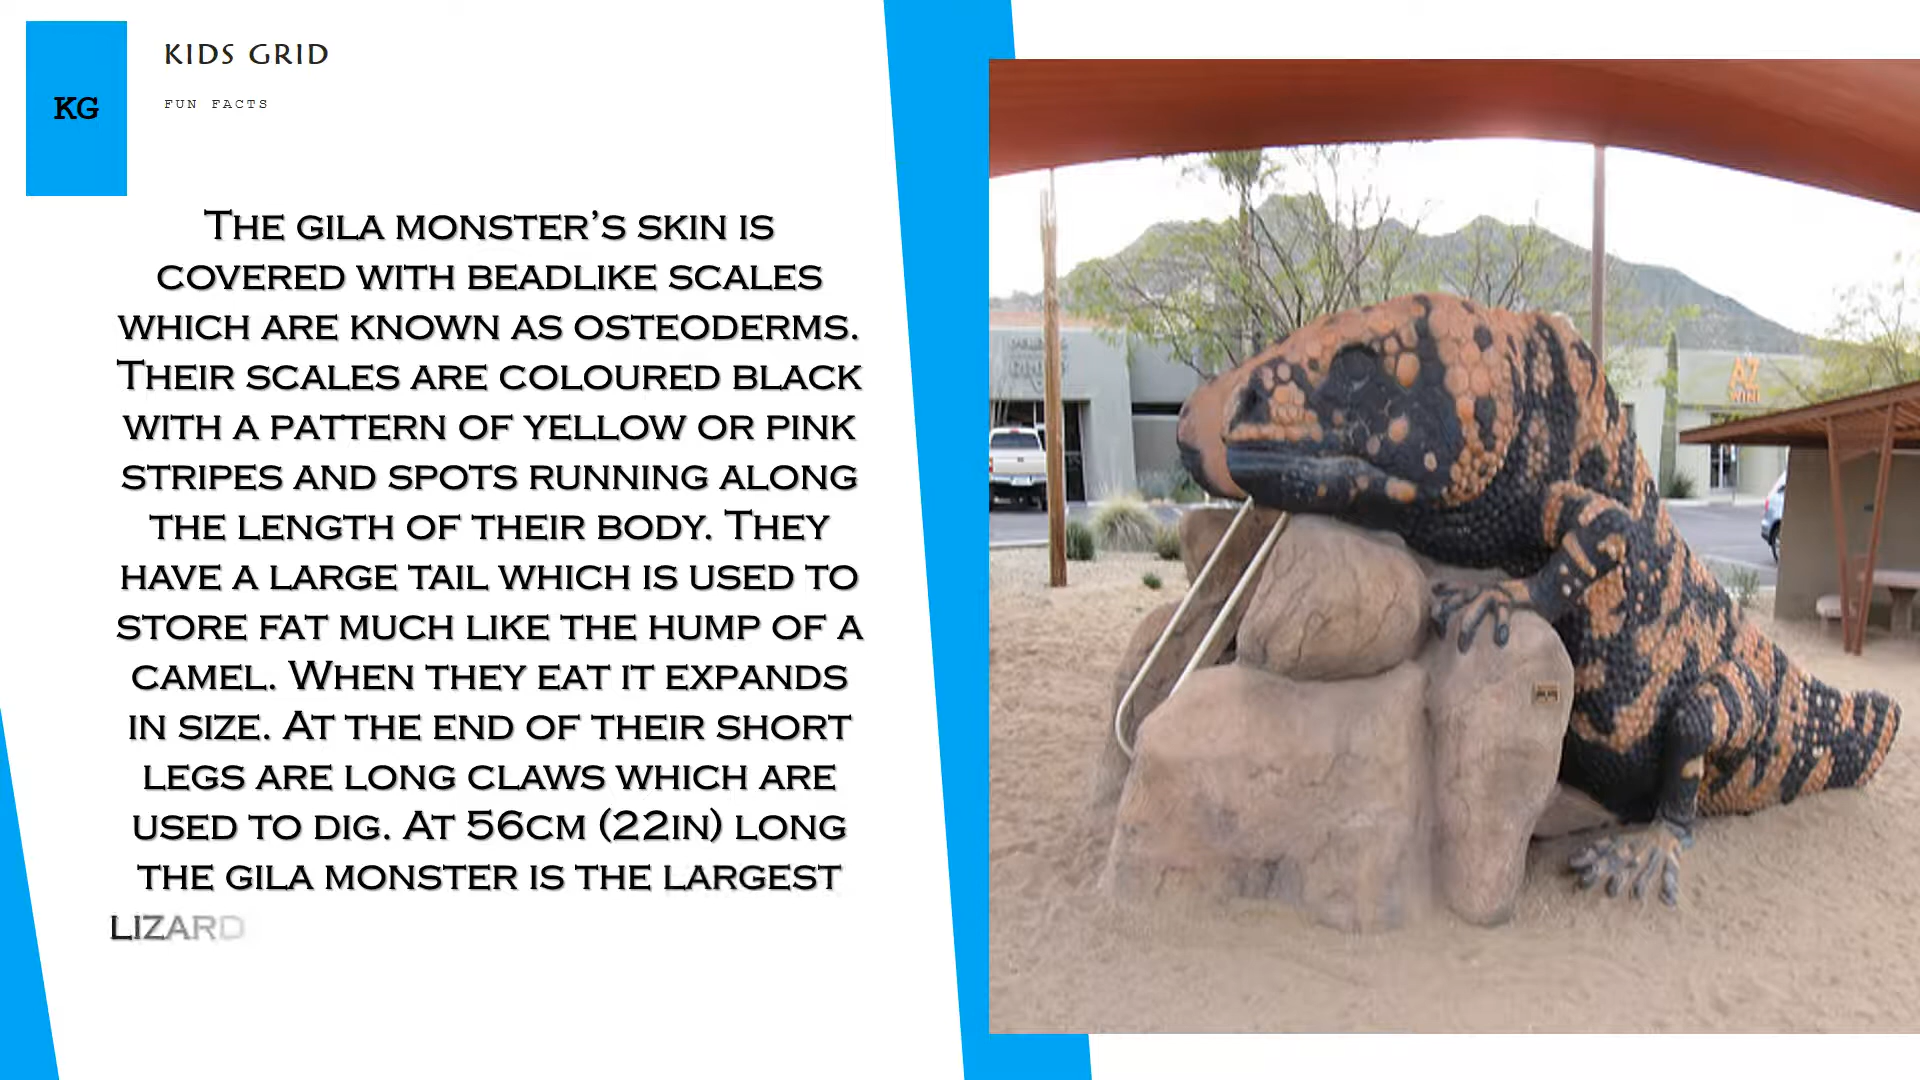 KG
KIDS GRID
FUN FACTS
The gila monster’s skin is
covered with beadlike scales
which are known as osteoderms.
Their scales are coloured black
with a pattern of yellow or pink
stripes and spots running along
the length of their body. They
have a large tail which is used to
store fat much like the hump of a
camel. When they eat it expands
in size. At the end of their short
legs are long claws which are
used to dig. At 56cm (22in) long
the gila monster is the largest
lizard
AZ
WINE